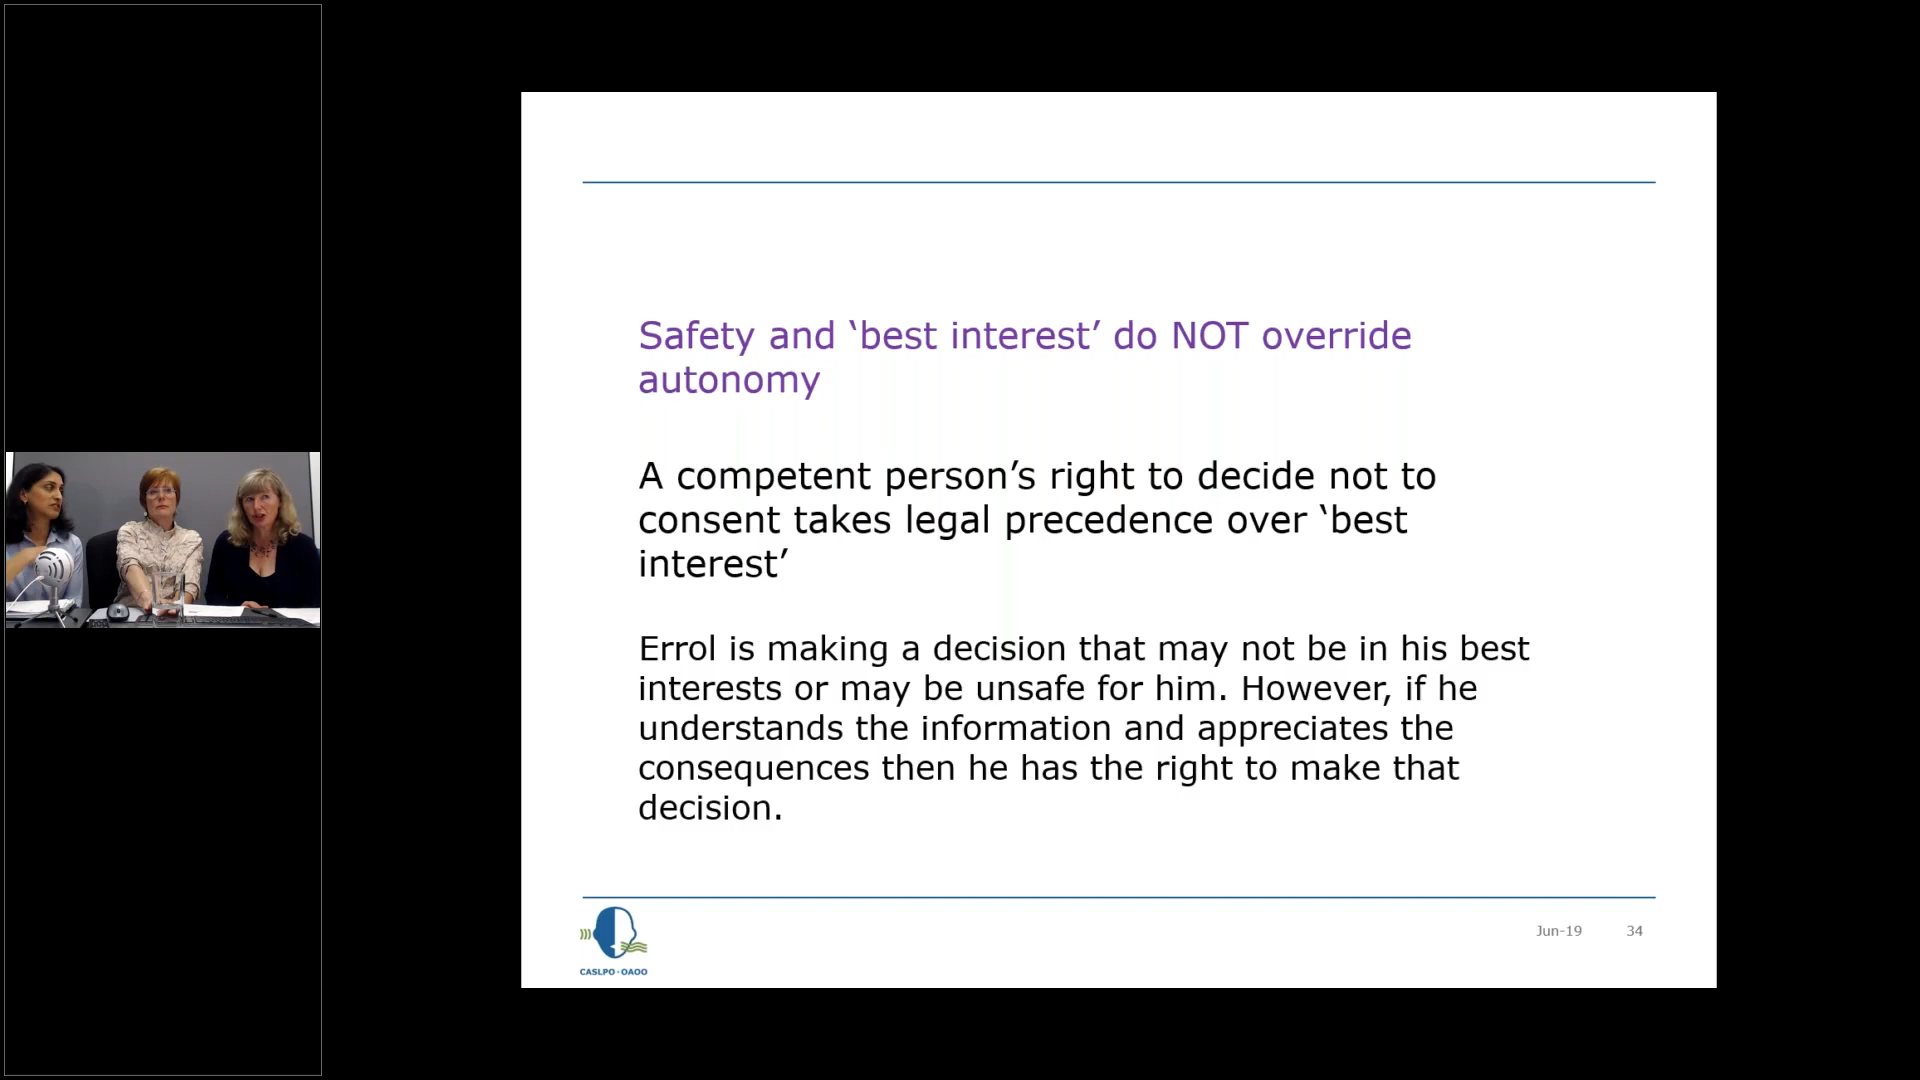 Safety and ‘best interest’ do NOT override
autonomy
A competent person’s right to decide not to
consent takes legal precedence over ‘best
interest’
Errol is making a decision that may not be in his best
interests or may be unsafe for him. However, if he
understands the information and appreciates the
consequences then he has the right to make that
decision.
CASLPO•OAOO
Jun-19 34